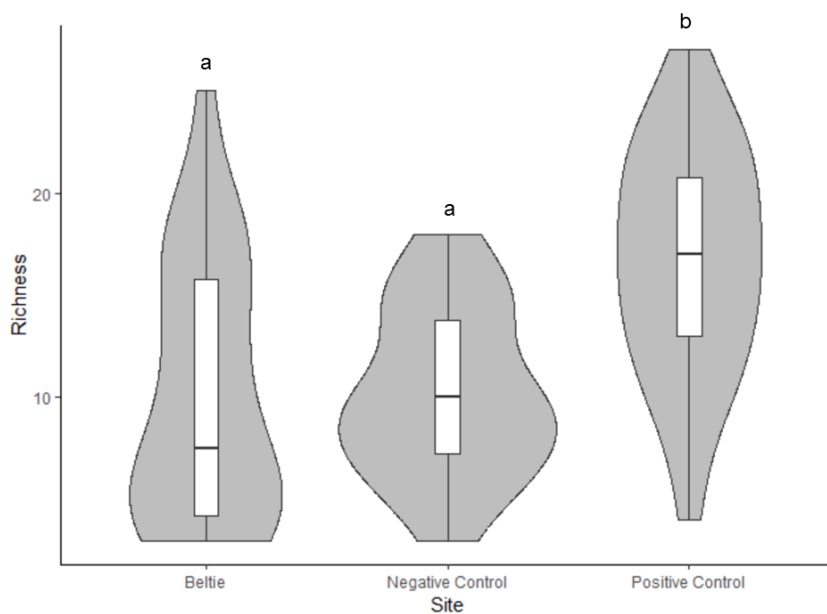 b
a
a
20
10
Richness
Beltie
Negative Control
Positive Control
Site